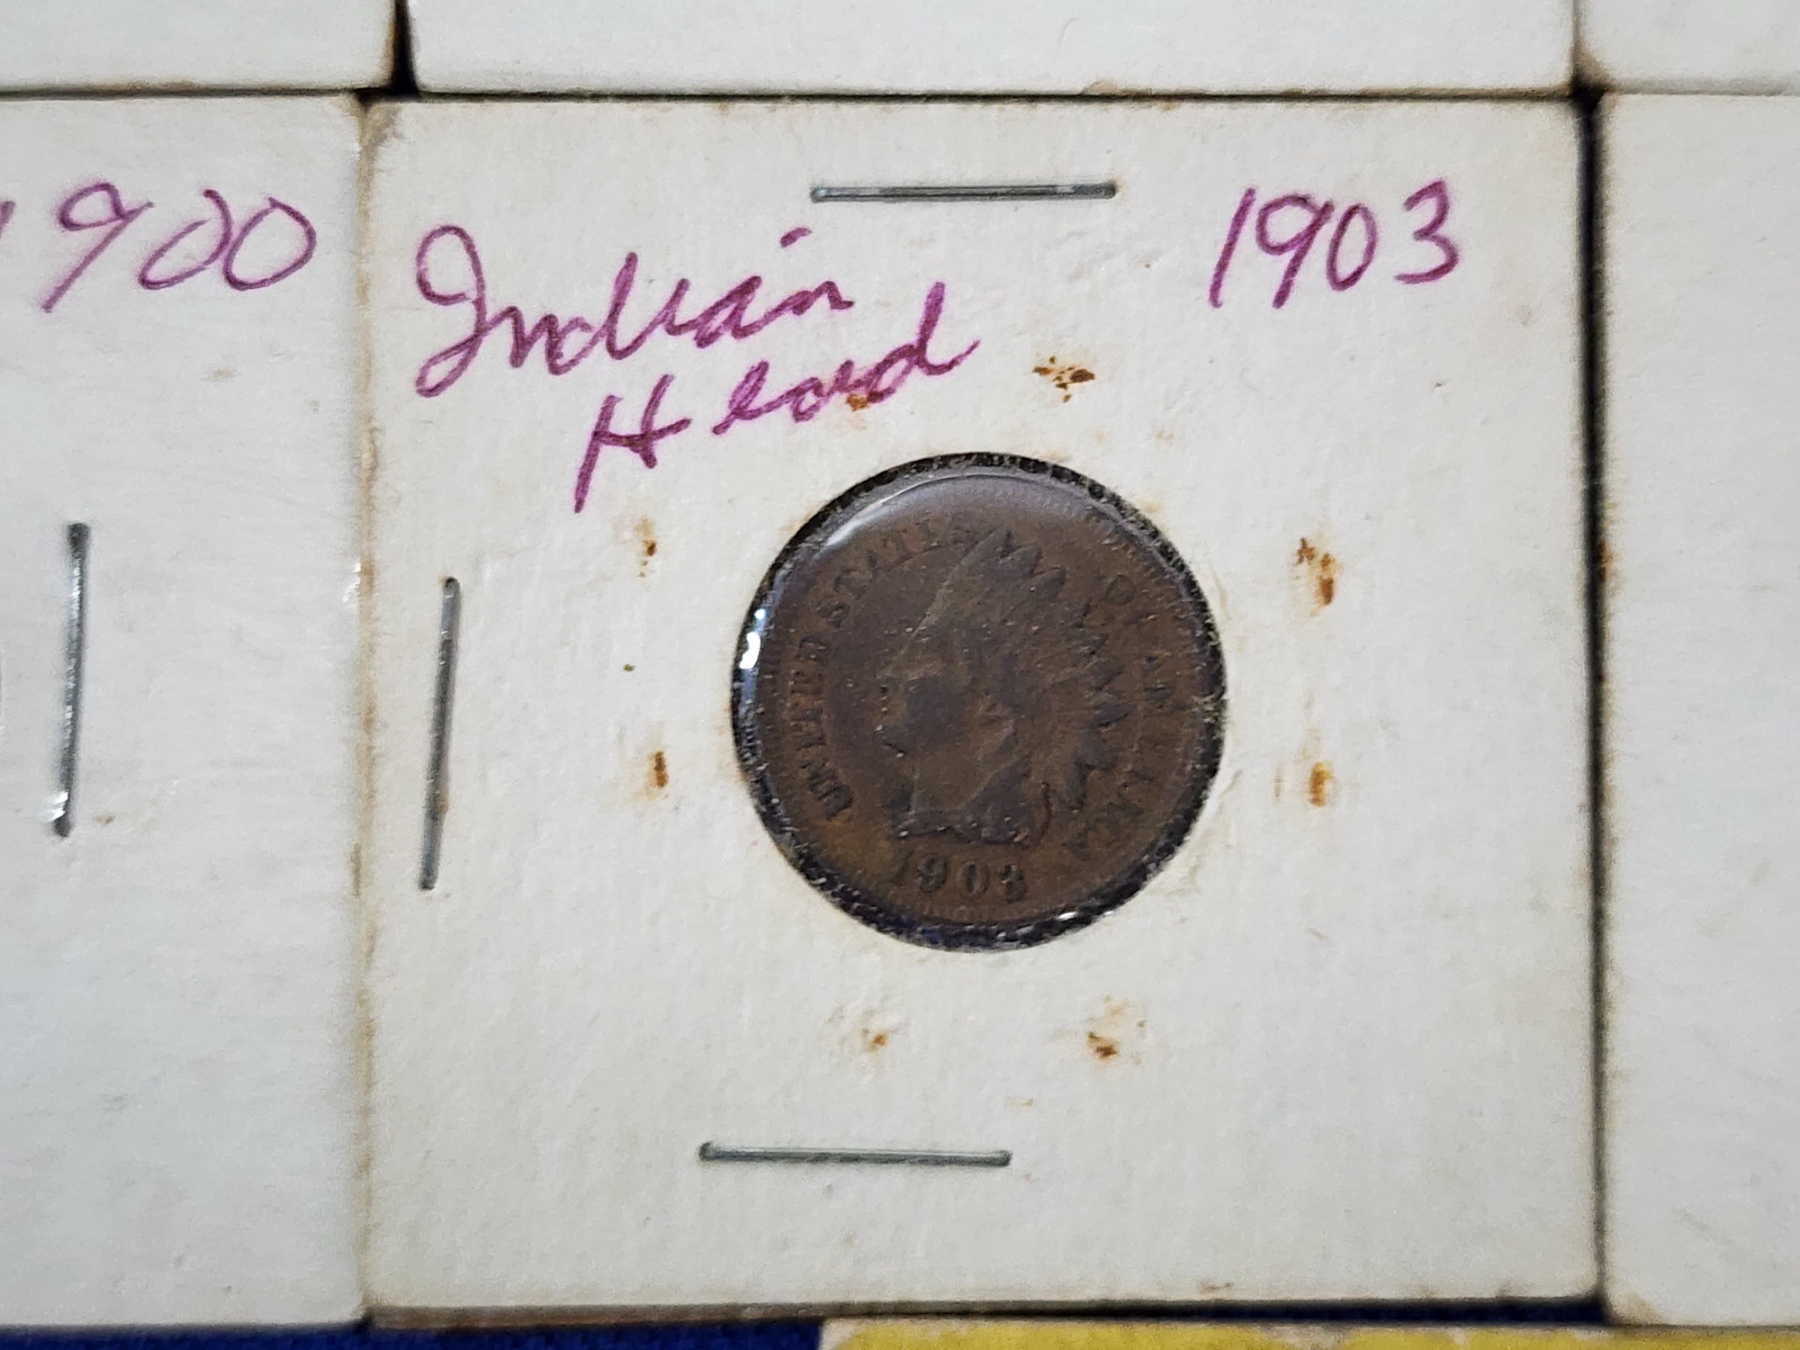 1900
Indian
Head
1903
UNITED STATES
OF AMERICA
1903